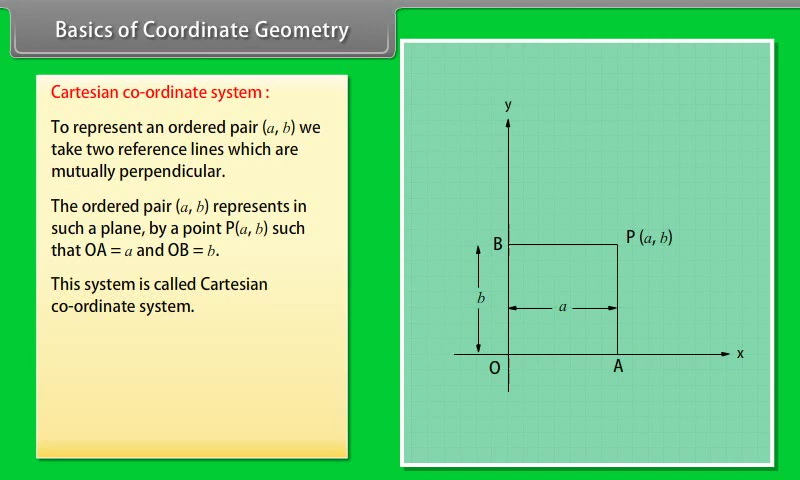 Basics of Coordinate Geometry
Cartesian co-ordinate system :
To represent an ordered pair (a, b) we
take two reference lines which are
mutually perpendicular.
The ordered pair (a, b) represents in
such a plane, by a point P(a, b) such
that OA = a and OB = b.
This system is called Cartesian
co-ordinate system.
y
B
P (a, b)
b
a
x
O
A